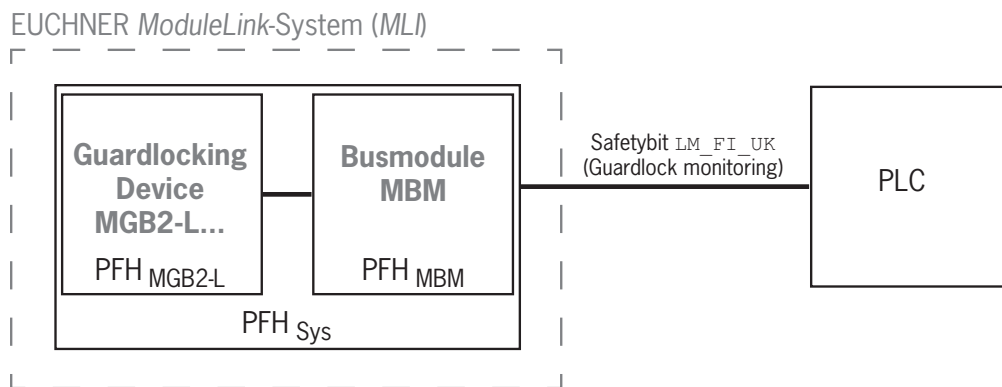 EUCHNER ModuleLink-System (MLI)
Guardlocking
Device
MGB2-L...
PFH MGB2-L
Busmodule
MBM
PFH MBM
PFH Sys
Safetybit LM_FI_UK
(Guardlock monitoring)
PLC